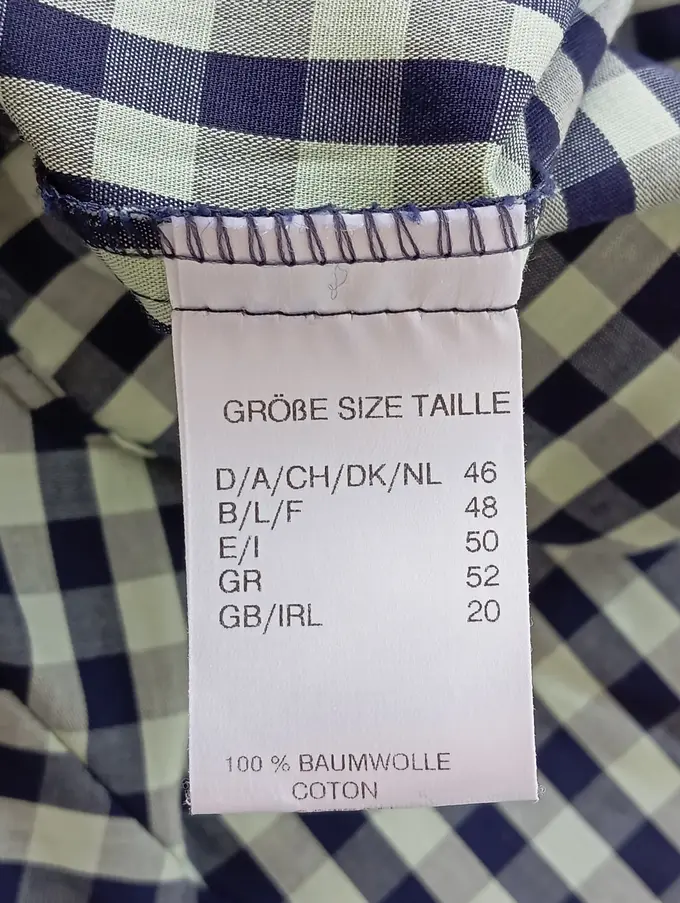 GRÖßE SIZE TAILLE
D/A/CH/DK/NL 46
B/L/F 48
E/I 50
GR 52
GB/IRL 20
100 % BAUMWOLLE
COTON